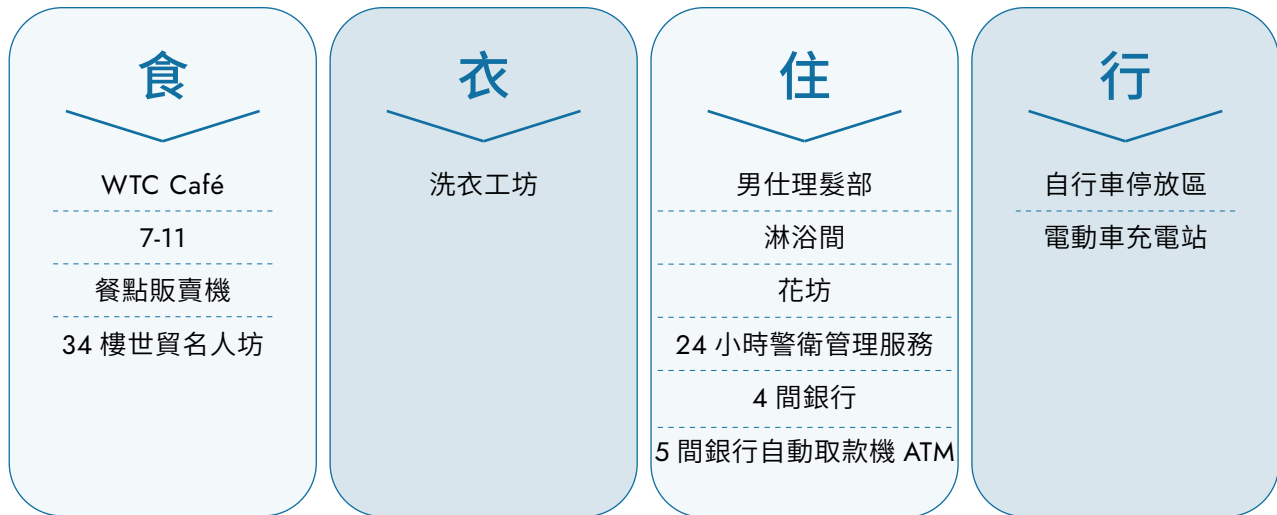 食
WTC Café
7-11
餐點販賣機
34 樓世貿名人坊
衣
洗衣工坊
住
男仕理髮部
淋浴間
花坊
24 小時警衛管理服務
4 間銀行
5 間銀行自動取款機 ATM
行
自行車停放區
電動車充電站